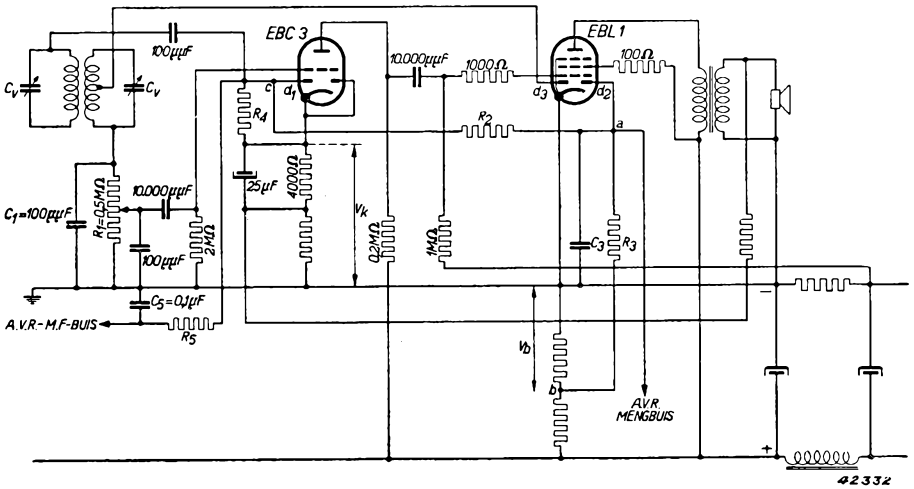 EBC 3
EBL 1
100µµF
10.000µµF
1000Ω
100Ω
Cv
Cv
c
d1
d3
d2
a
R4
R2
25µF
4000Ω
Vk
C1=100µµF
R1=0,5MΩ
10.000µµF
100µµF
2MΩ
0,2MΩ
1MΩ
C3
R3
C5=0,1µF
A.V.R.-M.F-BUIS
R5
Vb
b
A.V.R.
MENGBUIS
−
+
42332